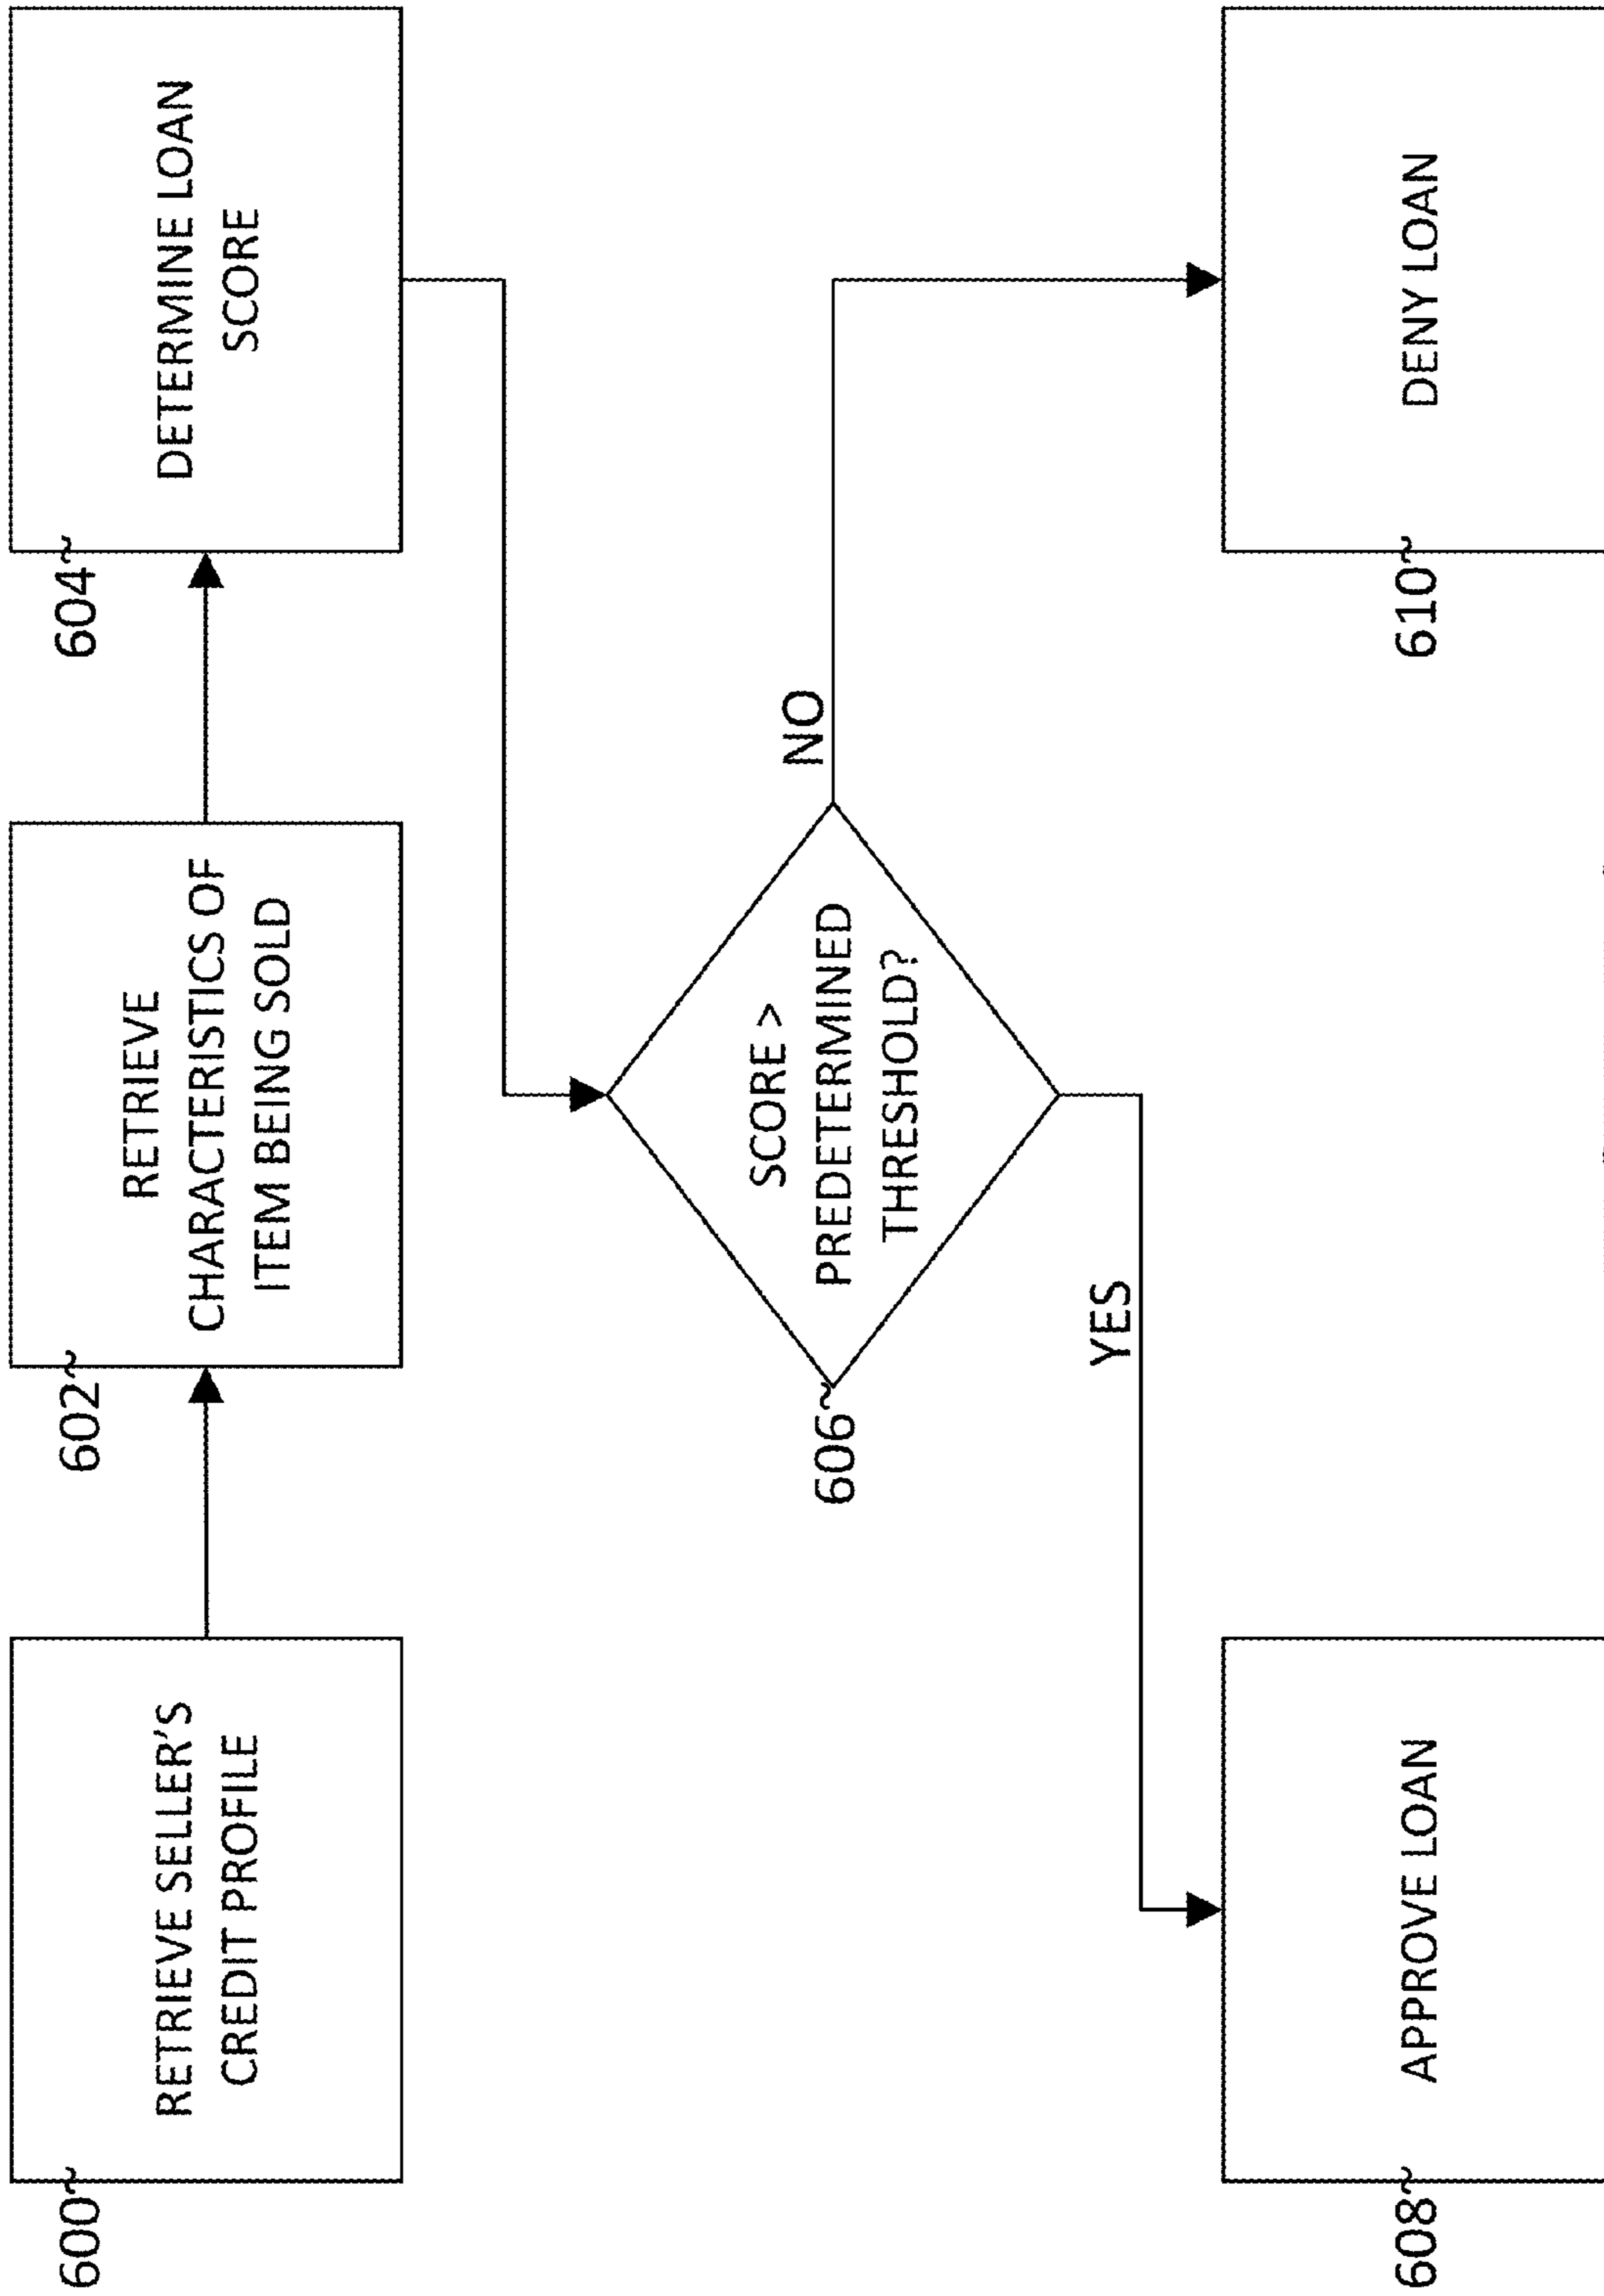 600
RETRIEVE SELLER'S
CREDIT PROFILE
602
RETRIEVE
CHARACTERISTICS OF
ITEM BEING SOLD
604
DETERMINE LOAN
SCORE
606
SCORE >
PREDETERMINED
THRESHOLD?
NO
YES
608
APPROVE LOAN
610
DENY LOAN